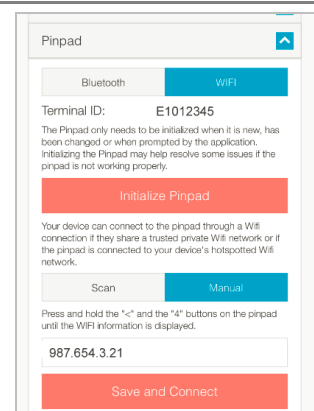 Pinpad
Bluetooth WIFI
Terminal ID: E1012345
The Pinpad only needs to be initialized when it is new, has
been changed or when prompted by the application.
Initializing the Pinpad may help resolve some issues if the
pinpad is not working properly.
Initialize Pinpad
Your device can connect to the pinpad through a Wifi
connection if they share a trusted private Wifi network or if
the pinpad is connected to your device's hotspotted Wifi
network.
Scan Manual
Press and hold the "<" and the "4" buttons on the pinpad
until the WIFI information is displayed.
987.654.3.21
Save and Connect